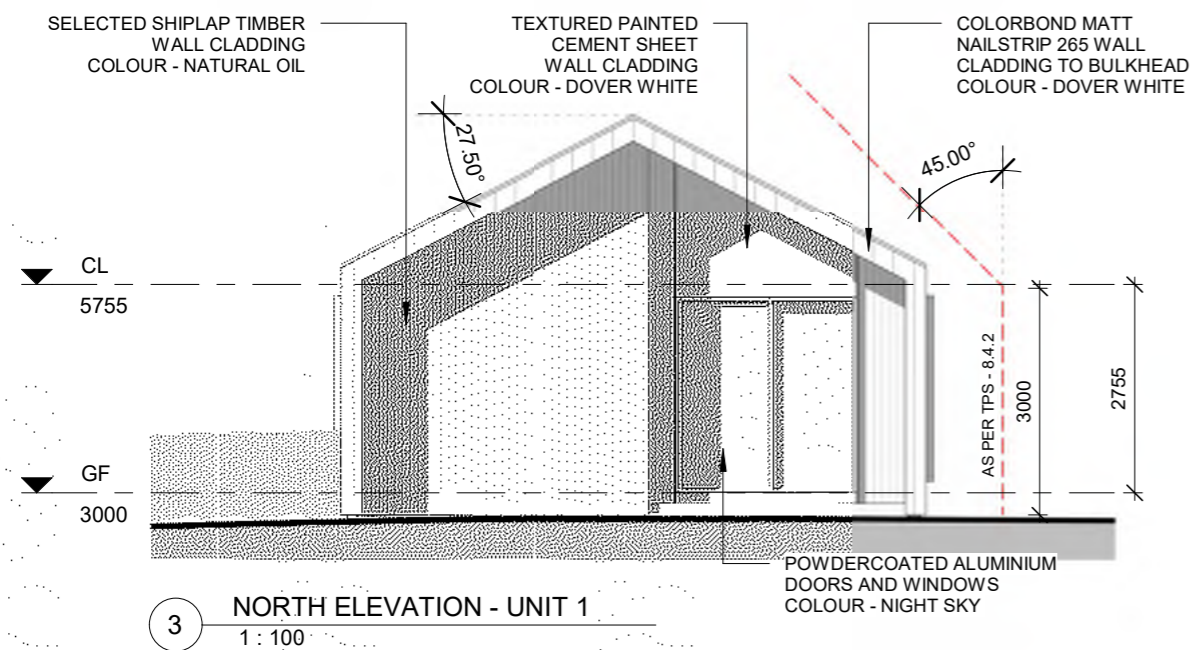 SELECTED SHIPLAP TIMBER
WALL CLADDING
COLOUR - NATURAL OIL
TEXTURED PAINTED
CEMENT SHEET
WALL CLADDING
COLOUR - DOVER WHITE
COLORBOND MATT
NAILSTRIP 265 WALL
CLADDING TO BULKHEAD
COLOUR - DOVER WHITE
27.50°
45.00°
CL
5755
AS PER TPS - 8.4.2
3000
2755
GF
3000
POWDERCOATED ALUMINIUM
DOORS AND WINDOWS
COLOUR - NIGHT SKY
3
NORTH ELEVATION - UNIT 1
1 : 100